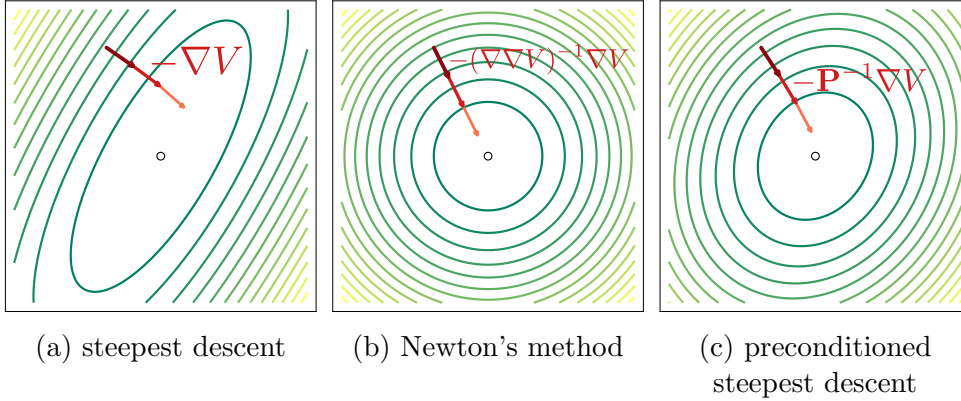 −∇V
−(∇∇V)⁻¹∇V
−P⁻¹∇V
(a) steepest descent
(b) Newton's method
(c) preconditioned
steepest descent